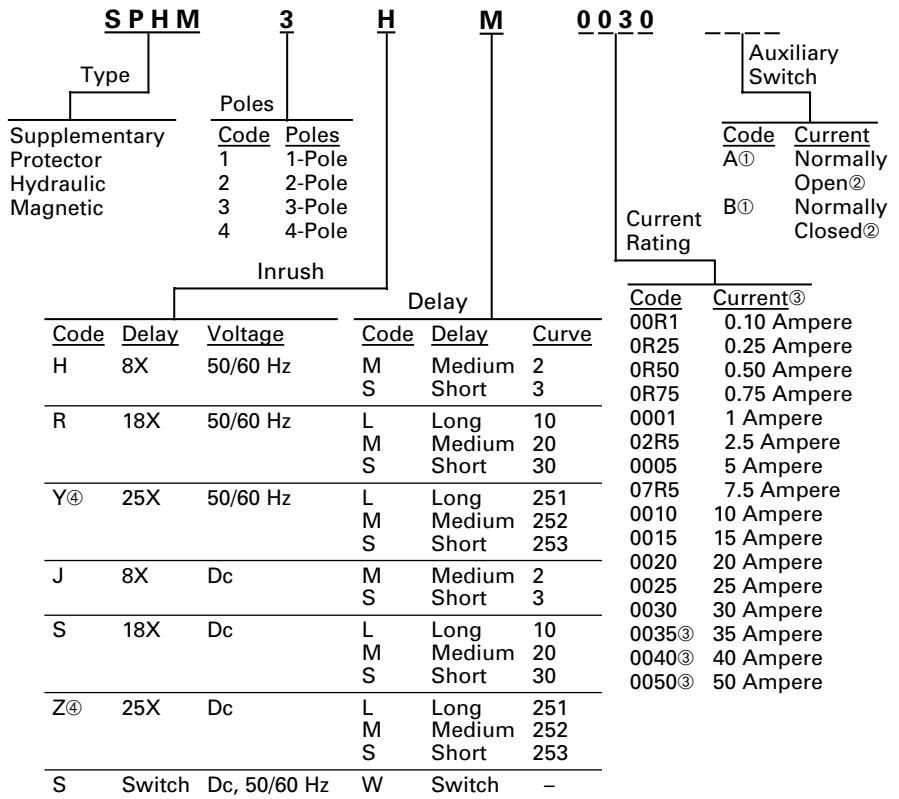 SPHM 3 H M 0030 _ _ _ _
Type
Supplementary
Protector
Hydraulic
Magnetic
Poles
Code Poles
1 1-Pole
2 2-Pole
3 3-Pole
4 4-Pole
Auxiliary
Switch
Code Current
A① Normally
Open②
B① Normally
Closed②
Inrush
Code Delay Voltage
H 8X 50/60 Hz
R 18X 50/60 Hz
Y④ 25X 50/60 Hz
J 8X Dc
S 18X Dc
Z④ 25X Dc
S Switch Dc, 50/60 Hz
Delay
Code Delay Curve
M Medium 2
S Short 3
L Long 10
M Medium 20
S Short 30
L Long 251
M Medium 252
S Short 253
M Medium 2
S Short 3
L Long 10
M Medium 20
S Short 30
L Long 251
M Medium 252
S Short 253
W Switch –
Current
Rating
Code Current③
00R1 0.10 Ampere
0R25 0.25 Ampere
0R50 0.50 Ampere
0R75 0.75 Ampere
0001 1 Ampere
02R5 2.5 Ampere
0005 5 Ampere
07R5 7.5 Ampere
0010 10 Ampere
0015 15 Ampere
0020 20 Ampere
0025 25 Ampere
0030 30 Ampere
0035③ 35 Ampere
0040③ 40 Ampere
0050③ 50 Ampere